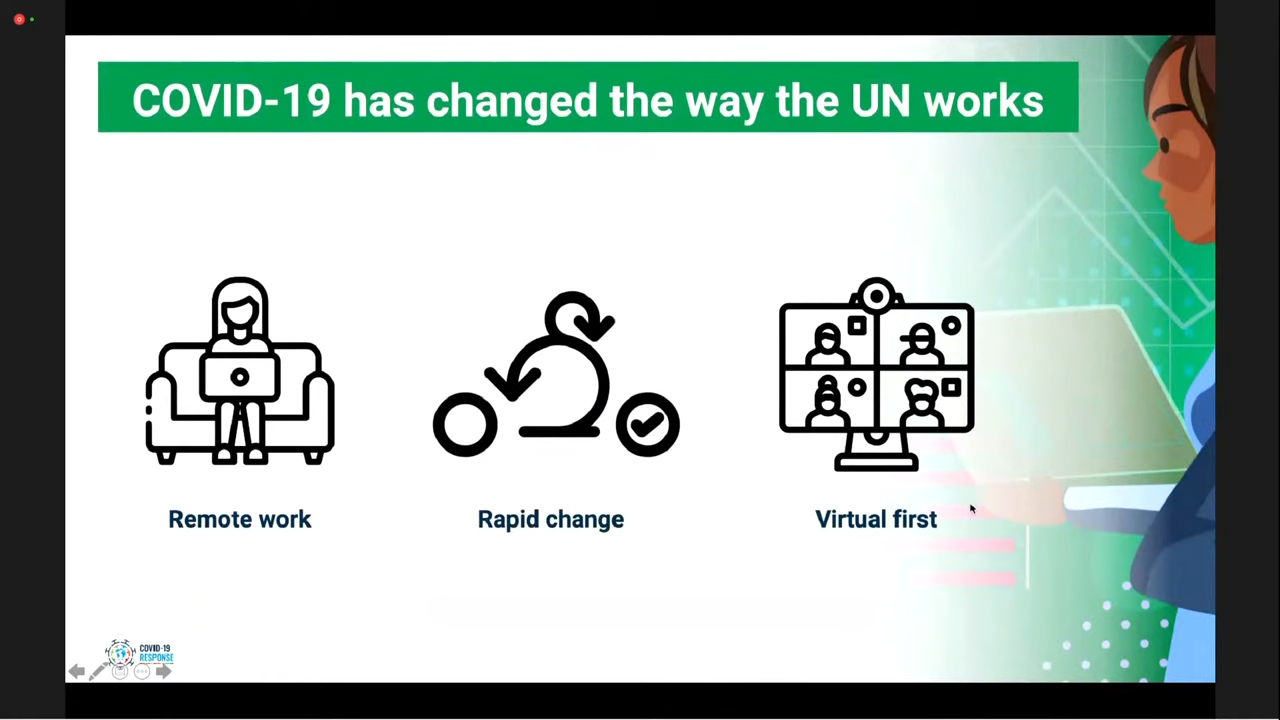 COVID-19 has changed the way the UN works
Remote work
Rapid change
Virtual first
COVID-19
RESPONSE